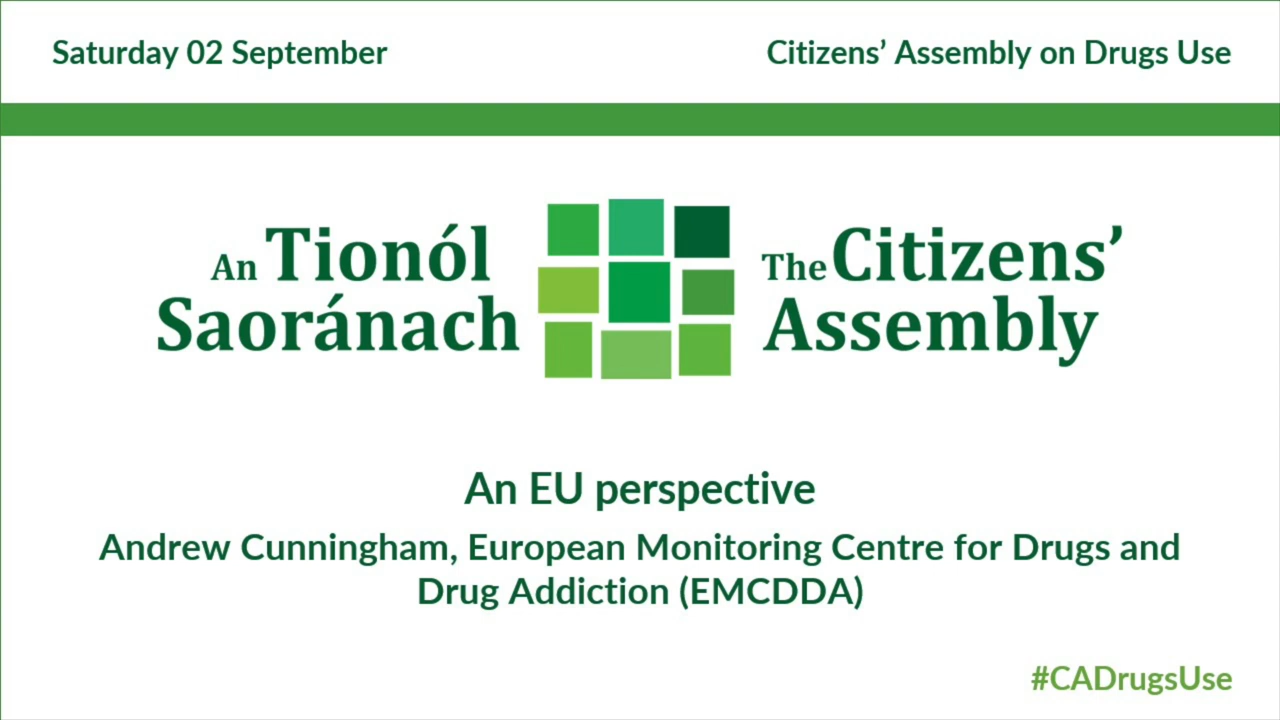 Saturday 02 September
Citizens’ Assembly on Drugs Use
An Tionól
Saoránach
The Citizens’
Assembly
An EU perspective
Andrew Cunningham, European Monitoring Centre for Drugs and
Drug Addiction (EMCDDA)
#CADrugsUse